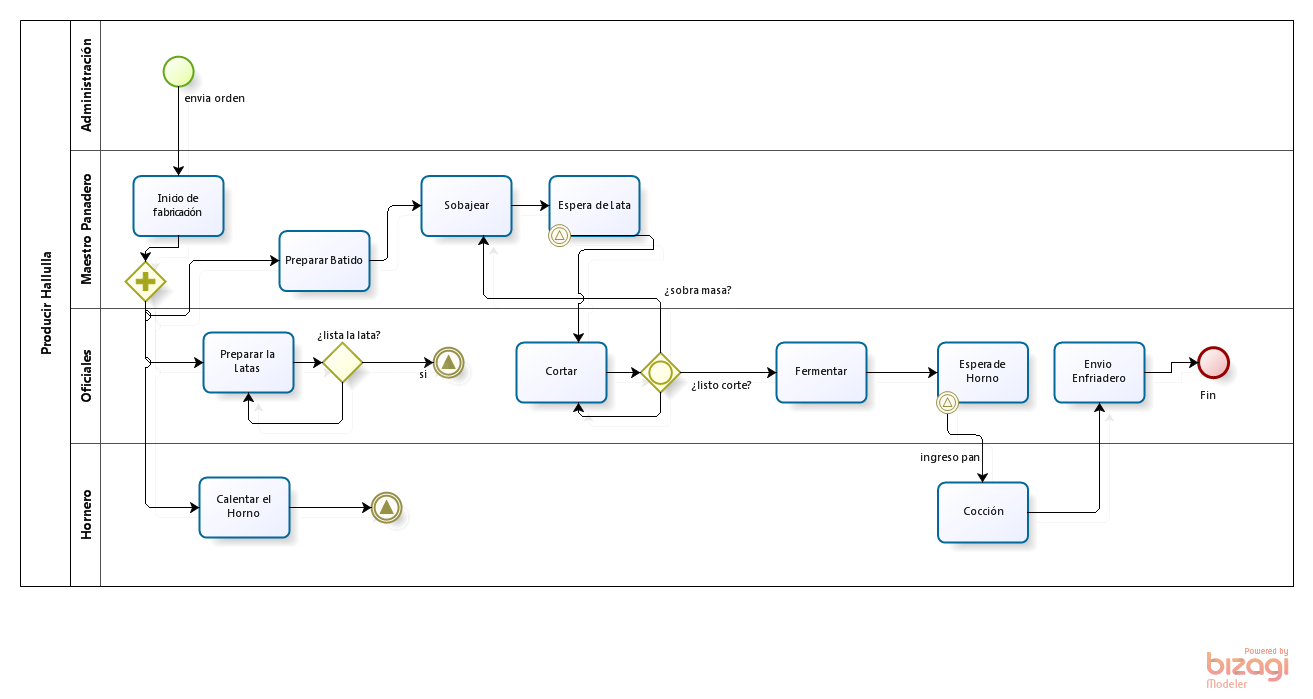 Producir Hallulla
Administración
envia orden
Maestro Panadero
Inicio de
fabricación
Preparar Batido
Sobajear
Espera de Lata
¿sobra masa?
Oficiales
Preparar la
Latas
¿lista la lata?
si
Cortar
¿listo corte?
Fermentar
Espera de
Horno
Envio
Enfriadero
Fin
Hornero
Calentar el
Horno
ingreso pan
Cocción
Powered by
bizagi
Modeler